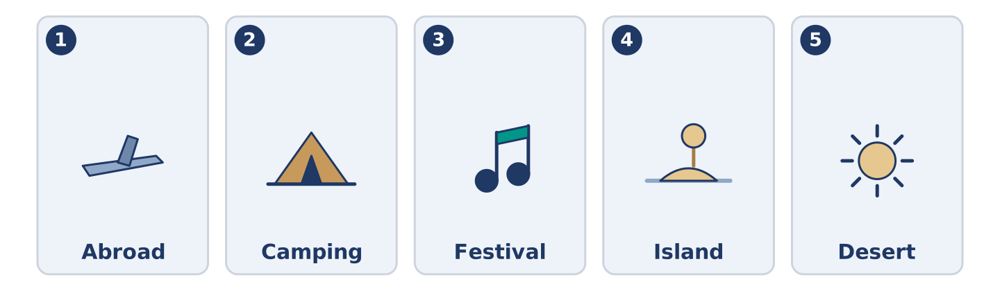 1
2
3
4
5
Abroad
Camping
Festival
Island
Desert